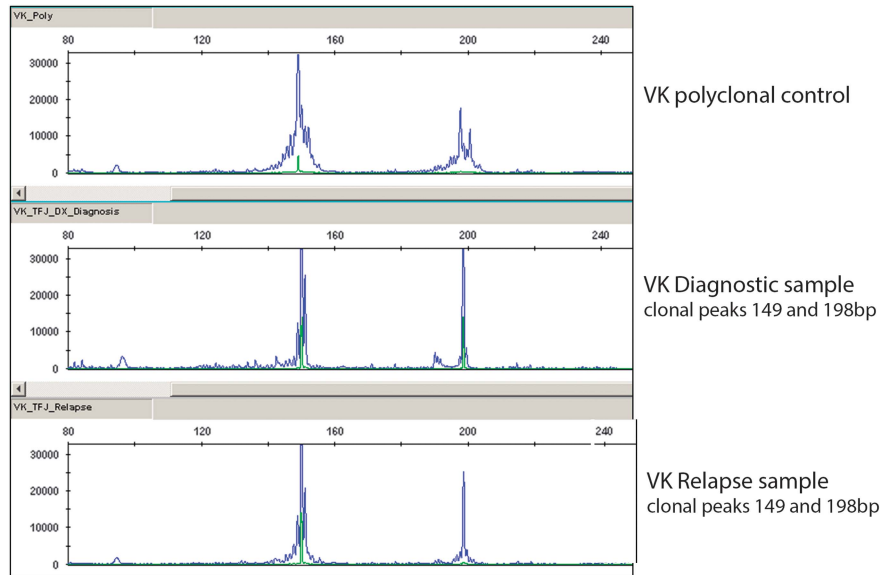 VK_Poly
80 120 160 200 240
30000
20000
10000
0
VK polyclonal control
VK_TFJ_DX_Diagnosis
80 120 160 200 240
30000
20000
10000
0
VK Diagnostic sample
clonal peaks 149 and 198bp
VK_TFJ_Relapse
80 120 160 200 240
30000
20000
10000
0
VK Relapse sample
clonal peaks 149 and 198bp